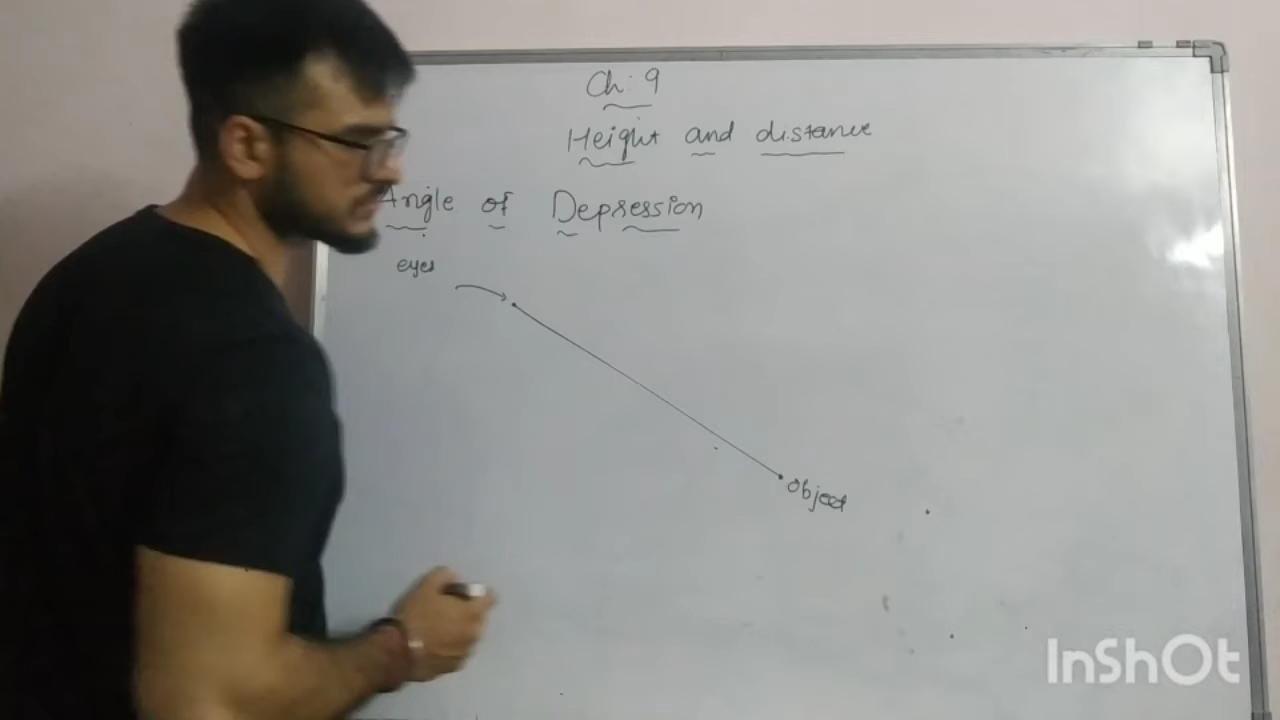 Ch: 9
Height and distance
Angle of Depression
eyes
object
InShOt